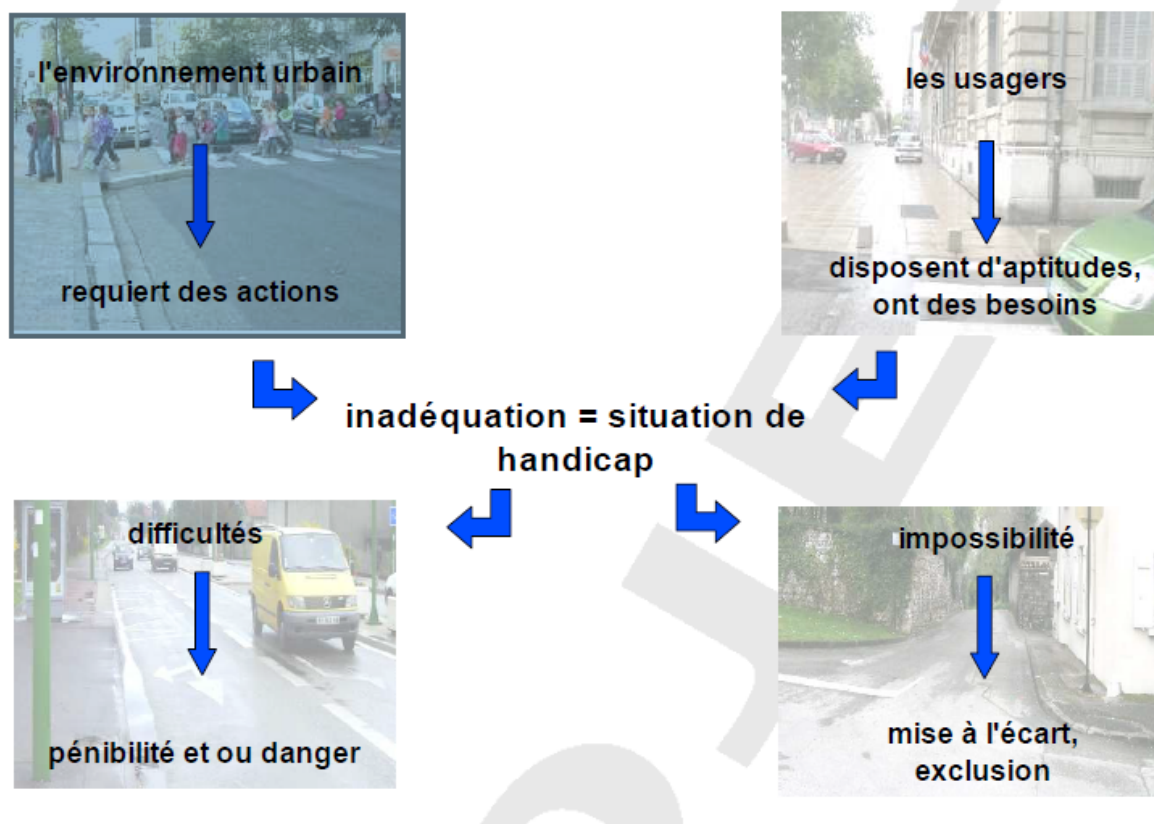 l'environnement urbain
requiert des actions
les usagers
disposent d'aptitudes,
ont des besoins
inadéquation = situation de
handicap
difficultés
pénibilité et ou danger
impossibilité
mise à l'écart,
exclusion